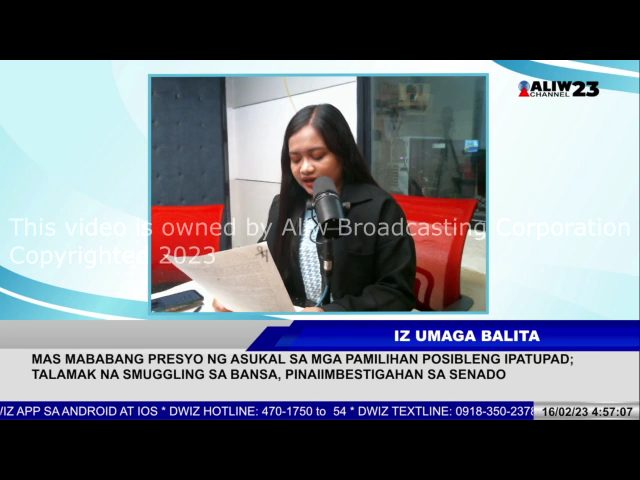 ALIW 23
CHANNEL
This video is owned by Aliw Broadcasting Corporation
Copyrighted 2023
IZ UMAGA BALITA
MAS MABABANG PRESYO NG ASUKAL SA MGA PAMILIHAN POSIBLENG IPATUPAD;
TALAMAK NA SMUGGLING SA BANSA, PINAIIMBESTIGAHAN SA SENADO
WIZ APP SA ANDROID AT IOS * DWIZ HOTLINE: 470-1750 to 54 * DWIZ TEXTLINE: 0918-350-2378
16/02/23 4:57:07